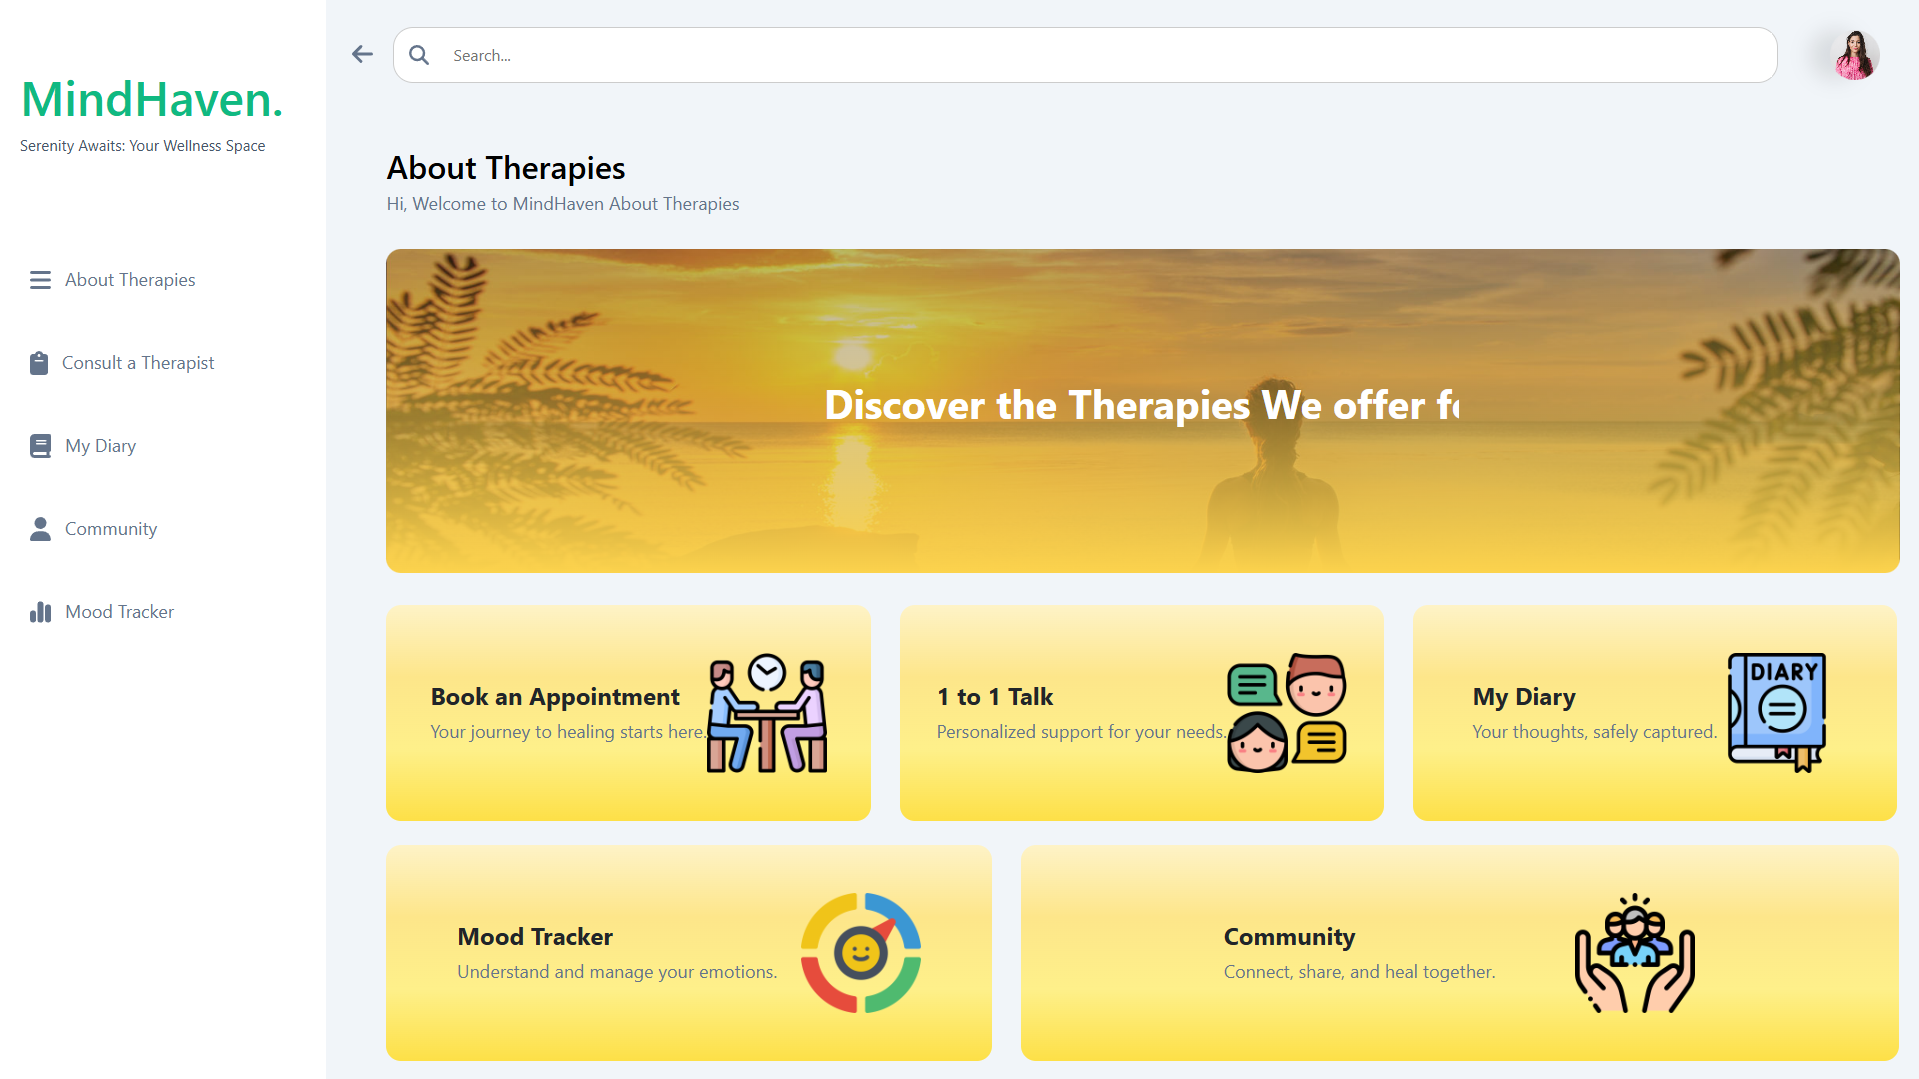 MindHaven.
Serenity Awaits: Your Wellness Space
About Therapies
Consult a Therapist
My Diary
Community
Mood Tracker
Search...
About Therapies
Hi, Welcome to MindHaven About Therapies
Discover the Therapies We offer
Book an Appointment
Your journey to healing starts here.
1 to 1 Talk
Personalized support for your needs.
My Diary
Your thoughts, safely captured.
DIARY
Mood Tracker
Understand and manage your emotions.
Community
Connect, share, and heal together.